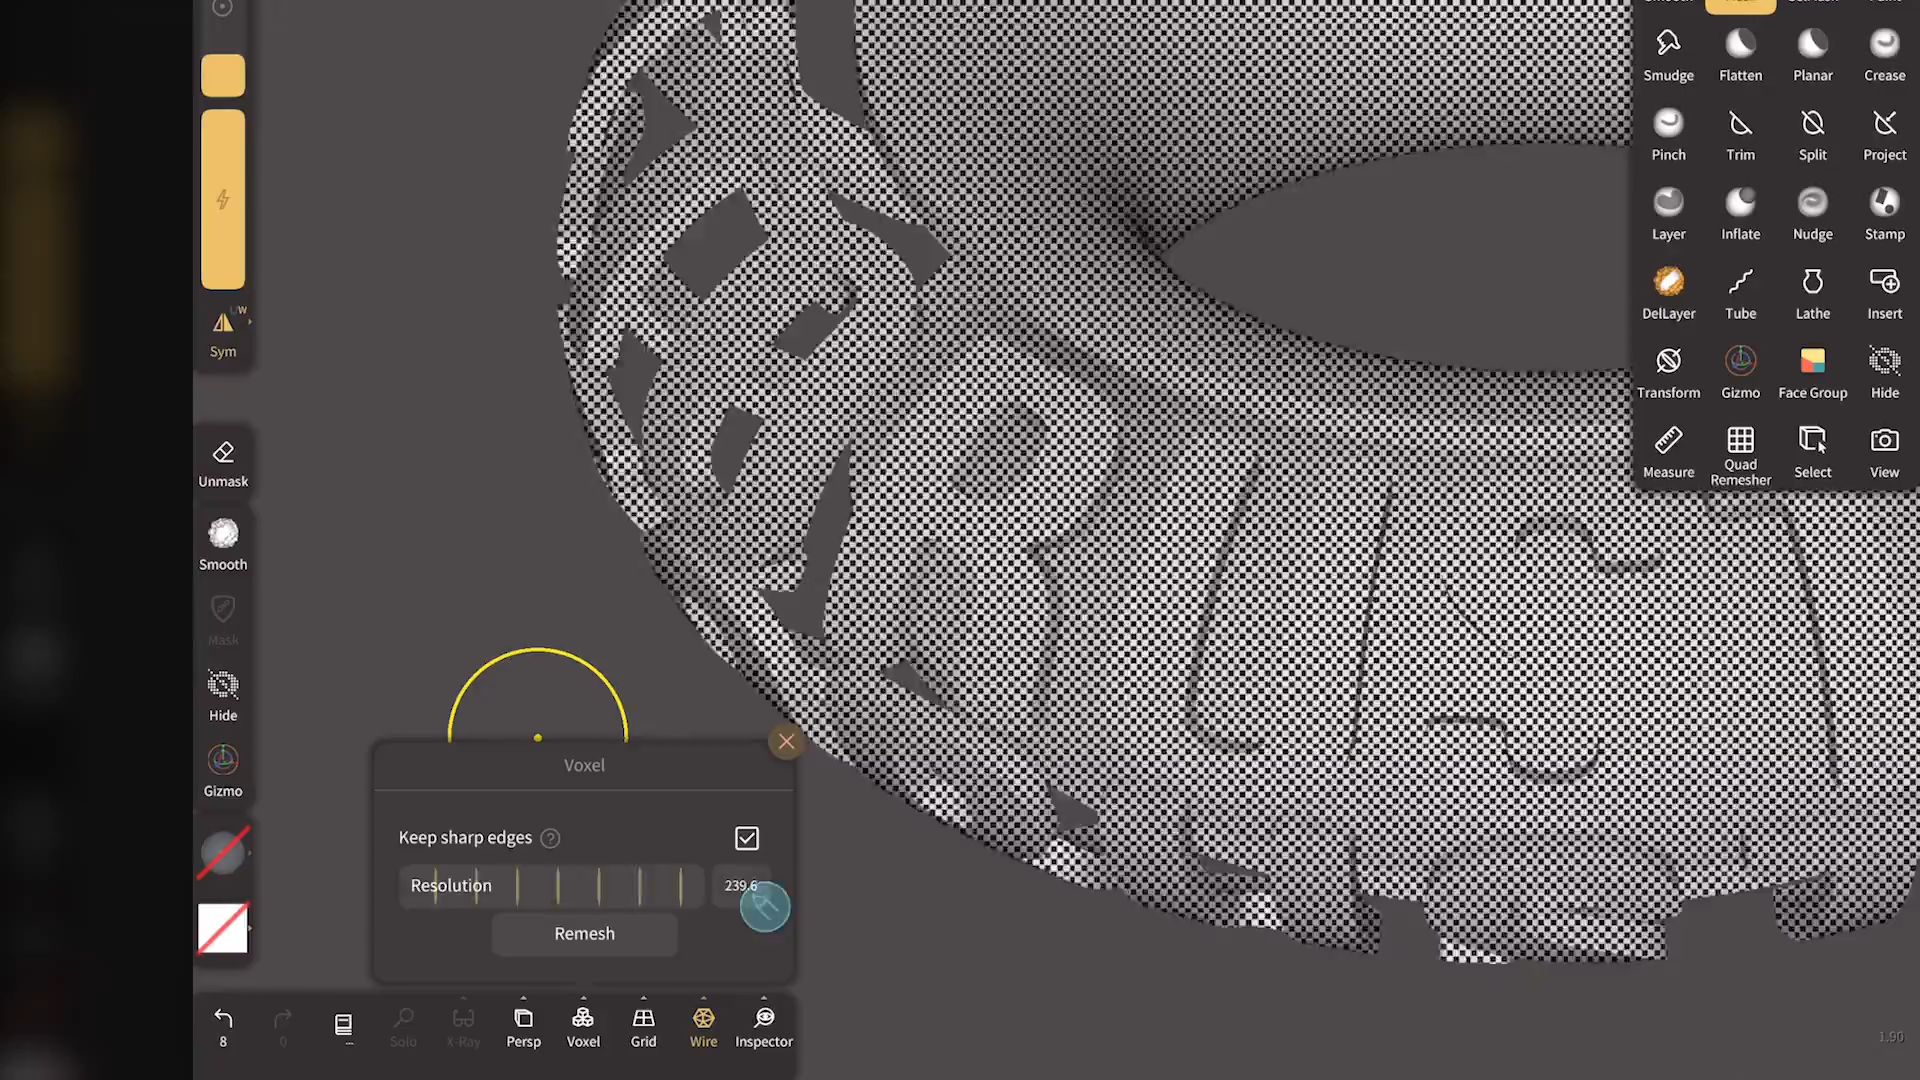 Smudge
Flatten
Planar
Crease
Pinch
Trim
Split
Project
Layer
Inflate
Nudge
Stamp
DelLayer
Tube
Lathe
Insert
Transform
Gizmo
Face Group
Hide
Measure
Quad
Remesher
Select
View
Sym
Unmask
Smooth
Mask
Hide
Gizmo
Voxel
Keep sharp edges ?
Resolution
239.6
Remesh
8
0
...
Solo
X-Ray
Persp
Voxel
Grid
Wire
Inspector
1.90